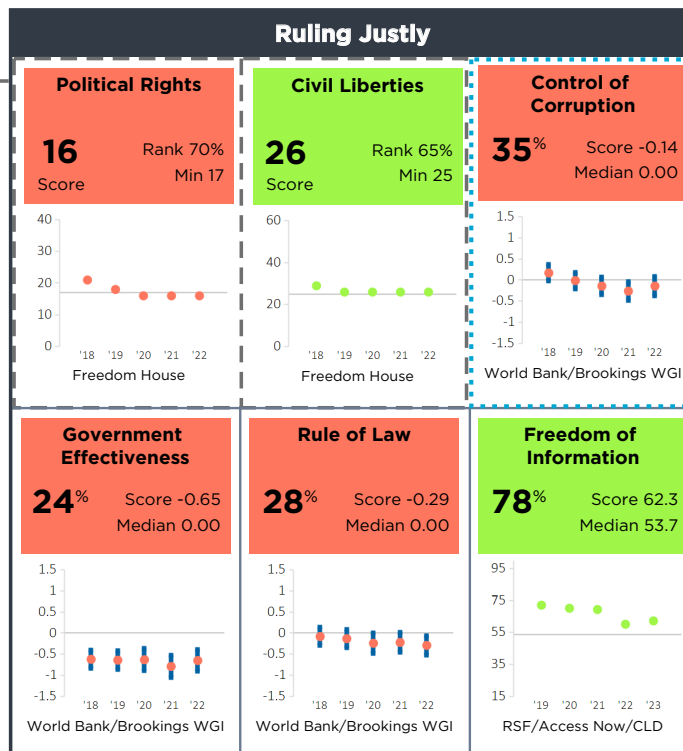 Ruling Justly
Political Rights
16
Score
Rank 70%
Min 17
40
30
20
10
0
'18 '19 '20 '21 '22
Freedom House
Civil Liberties
26
Score
Rank 65%
Min 25
60
40
20
0
'18 '19 '20 '21 '22
Freedom House
Control of
Corruption
35%
Score -0.14
Median 0.00
1.5
1
0.5
0
-0.5
-1
-1.5
'18 '19 '20 '21 '22
World Bank/Brookings WGI
Government
Effectiveness
24%
Score -0.65
Median 0.00
1.5
1
0.5
0
-0.5
-1
-1.5
'18 '19 '20 '21 '22
World Bank/Brookings WGI
Rule of Law
28%
Score -0.29
Median 0.00
1.5
1
0.5
0
-0.5
-1
-1.5
'18 '19 '20 '21 '22
World Bank/Brookings WGI
Freedom of
Information
78%
Score 62.3
Median 53.7
95
75
55
35
15
'19 '20 '21 '22 '23
RSF/Access Now/CLD